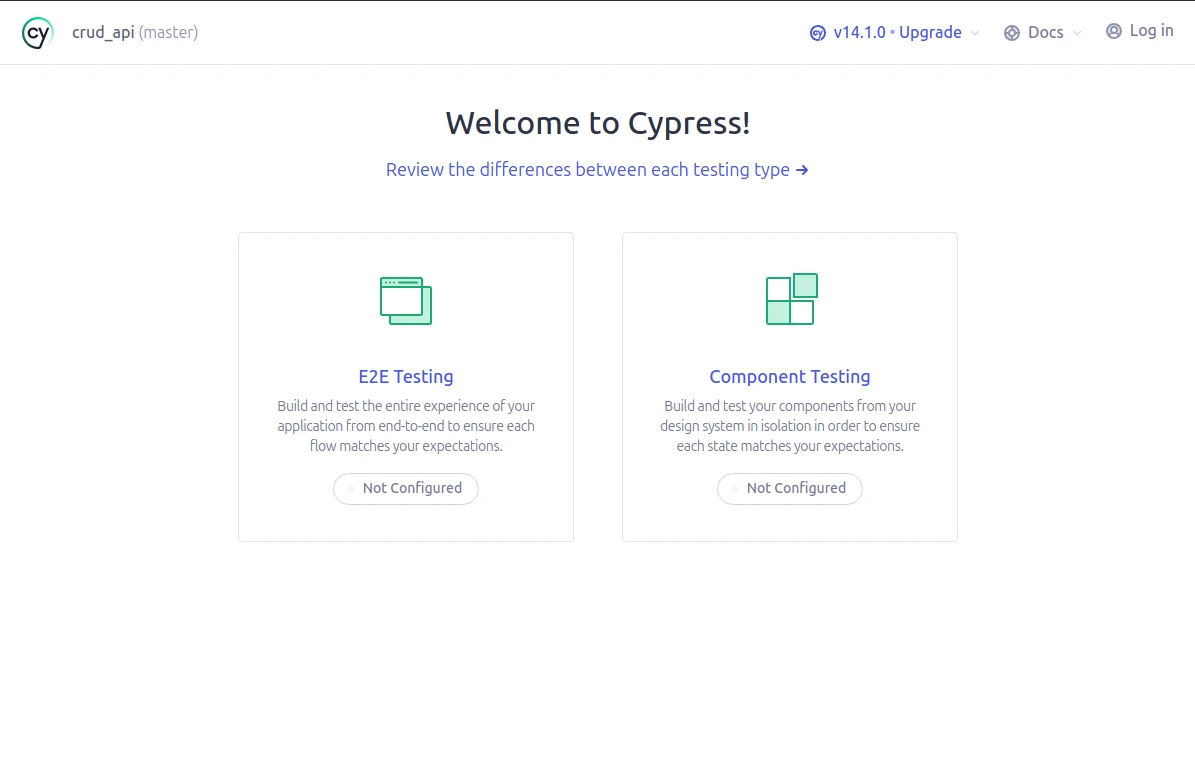 cy crud_api (master) cy v14.1.0 • Upgrade Docs Log in
Welcome to Cypress!
Review the differences between each testing type →
E2E Testing
Build and test the entire experience of your
application from end-to-end to ensure each
flow matches your expectations.
Not Configured
Component Testing
Build and test your components from your
design system in isolation in order to ensure
each state matches your expectations.
Not Configured